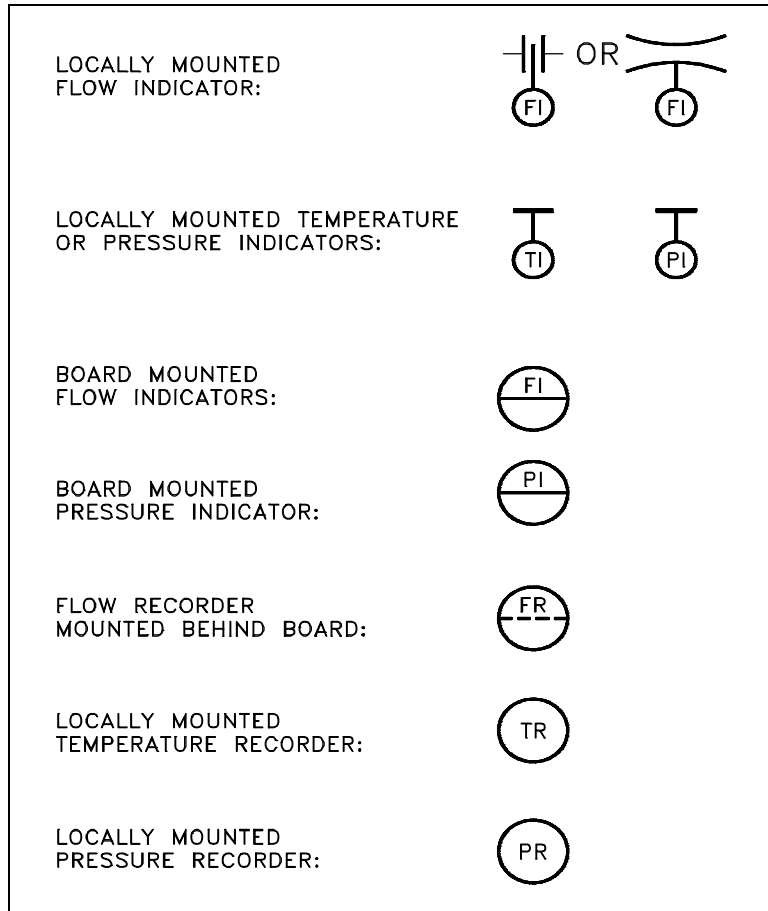 LOCALLY MOUNTED
FLOW INDICATOR:
OR
FI FI
LOCALLY MOUNTED TEMPERATURE
OR PRESSURE INDICATORS:
TI PI
BOARD MOUNTED
FLOW INDICATORS:
FI
BOARD MOUNTED
PRESSURE INDICATOR:
PI
FLOW RECORDER
MOUNTED BEHIND BOARD:
FR
LOCALLY MOUNTED
TEMPERATURE RECORDER:
TR
LOCALLY MOUNTED
PRESSURE RECORDER:
PR